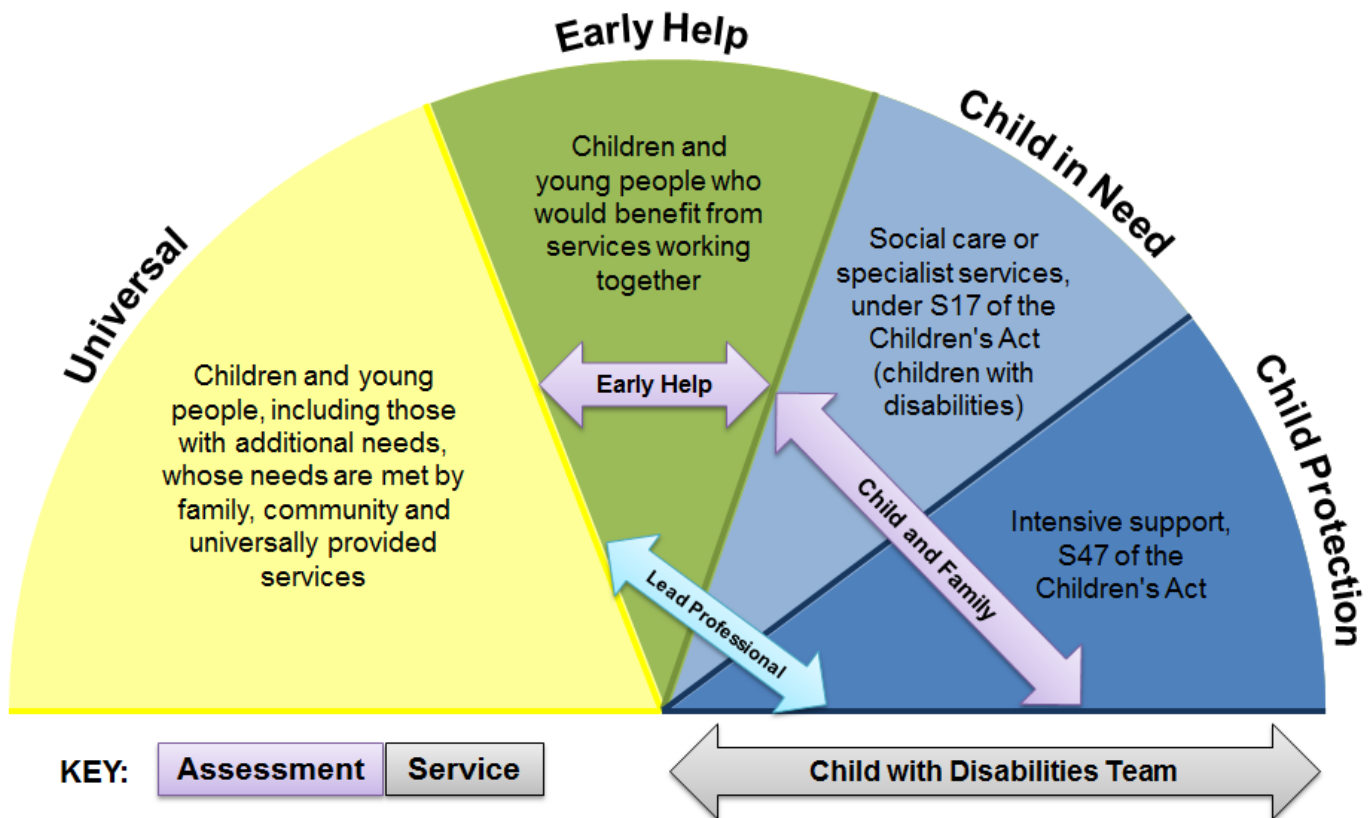 Early Help
Child in Need
Universal
Child Protection
Children and
young people who
would benefit from
services working
together
Social care or
specialist services,
under S17 of the
Children's Act
(children with
disabilities)
Children and young
people, including those
with additional needs,
whose needs are met by
family, community and
universally provided
services
Early Help
Child and Family
Intensive support,
S47 of the
Children's Act
Lead Professional
KEY:
Assessment
Service
Child with Disabilities Team